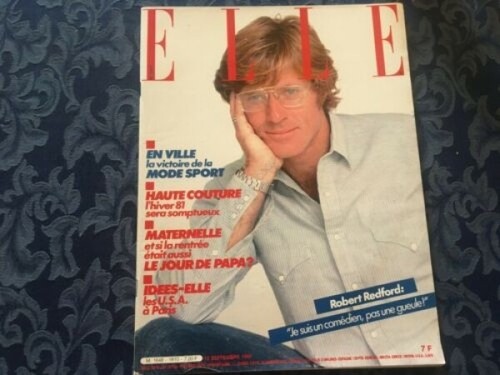 ELLE
EN VILLE
la victoire de la
MODE SPORT
HAUTE COUTURE
l'hiver 81
sera somptueux
MATERNELLE
et si la rentrée
était aussi
LE JOUR DE PAPA?
IDEES-ELLE
les U.S.A.
à Paris
Robert Redford:
"Je suis un comédien, pas une gueule!"
7 F
SEPTEMBRE